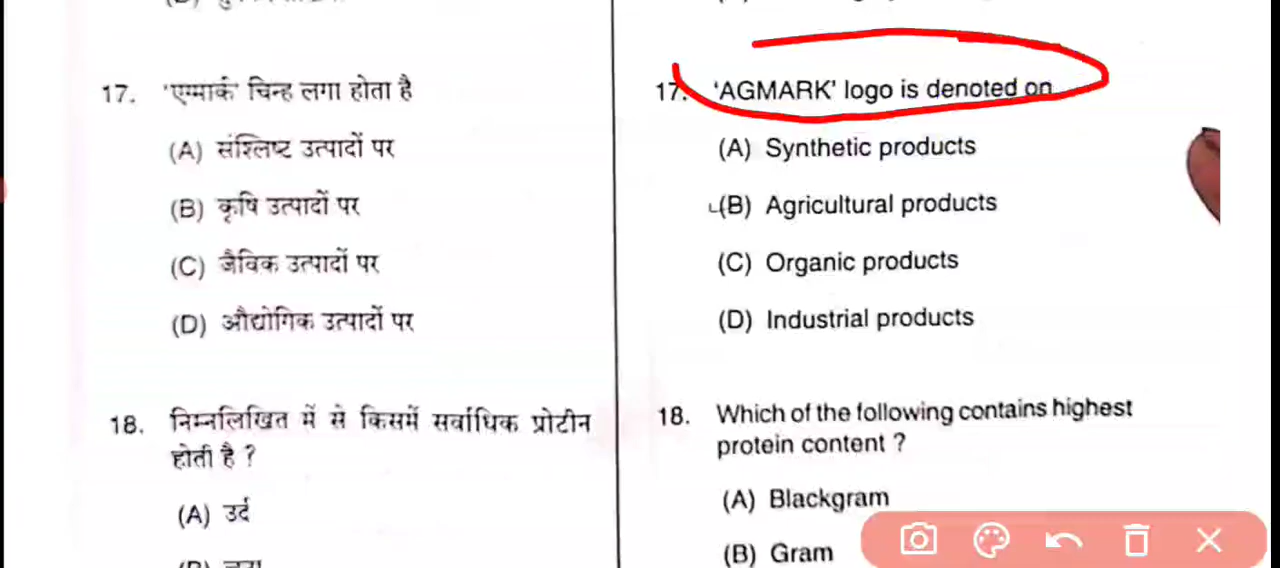 17. 'एग्मार्क' चिन्ह लगा होता है
(A) संश्लिष्ट उत्पादों पर
(B) कृषि उत्पादों पर
(C) जैविक उत्पादों पर
(D) औद्योगिक उत्पादों पर
18. निम्नलिखित में से किसमें सर्वाधिक प्रोटीन
होती है ?
(A) उर्द
17. 'AGMARK' logo is denoted on
(A) Synthetic products
(B) Agricultural products
(C) Organic products
(D) Industrial products
18. Which of the following contains highest
protein content ?
(A) Blackgram
(B) Gram